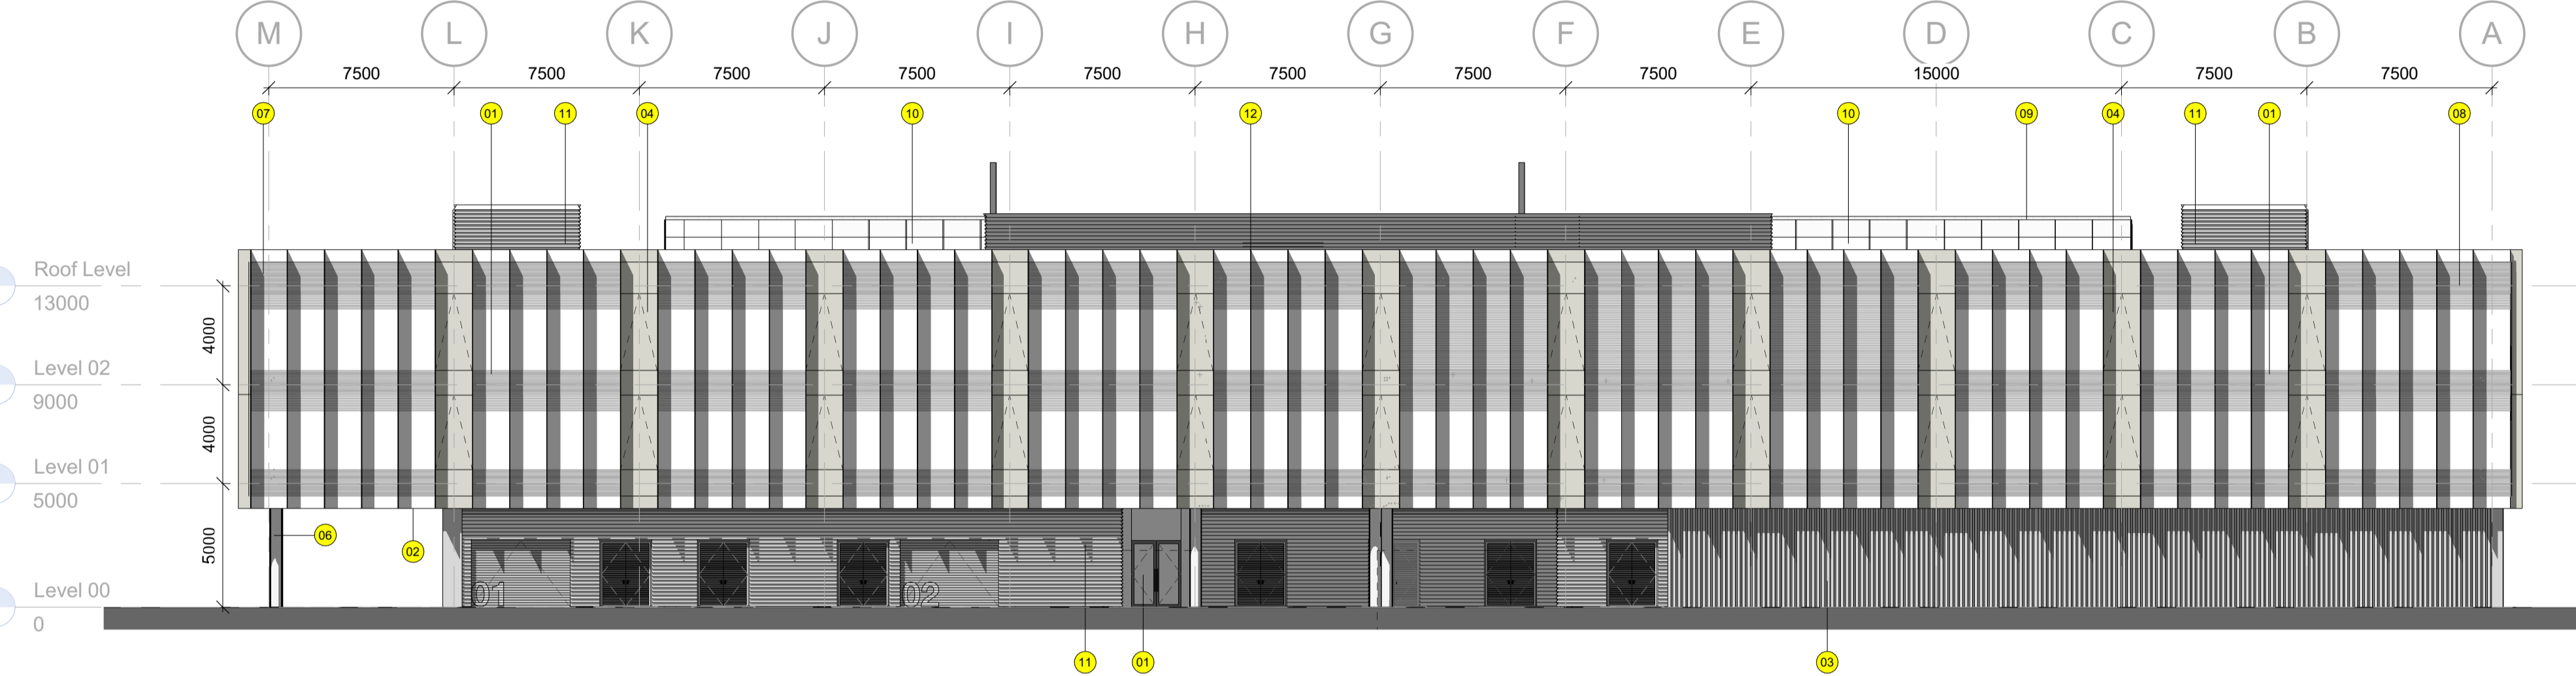 M L K J I H G F E D C B A
7500 7500 7500 7500 7500 7500 7500 7500 15000 7500 7500
07 01 11 04 10 12 10 09 04 11 01 08
Roof Level
13000
4000
Level 02
9000
4000
Level 01
5000
5000
06
02
01 02
Level 00
0
11 01 03